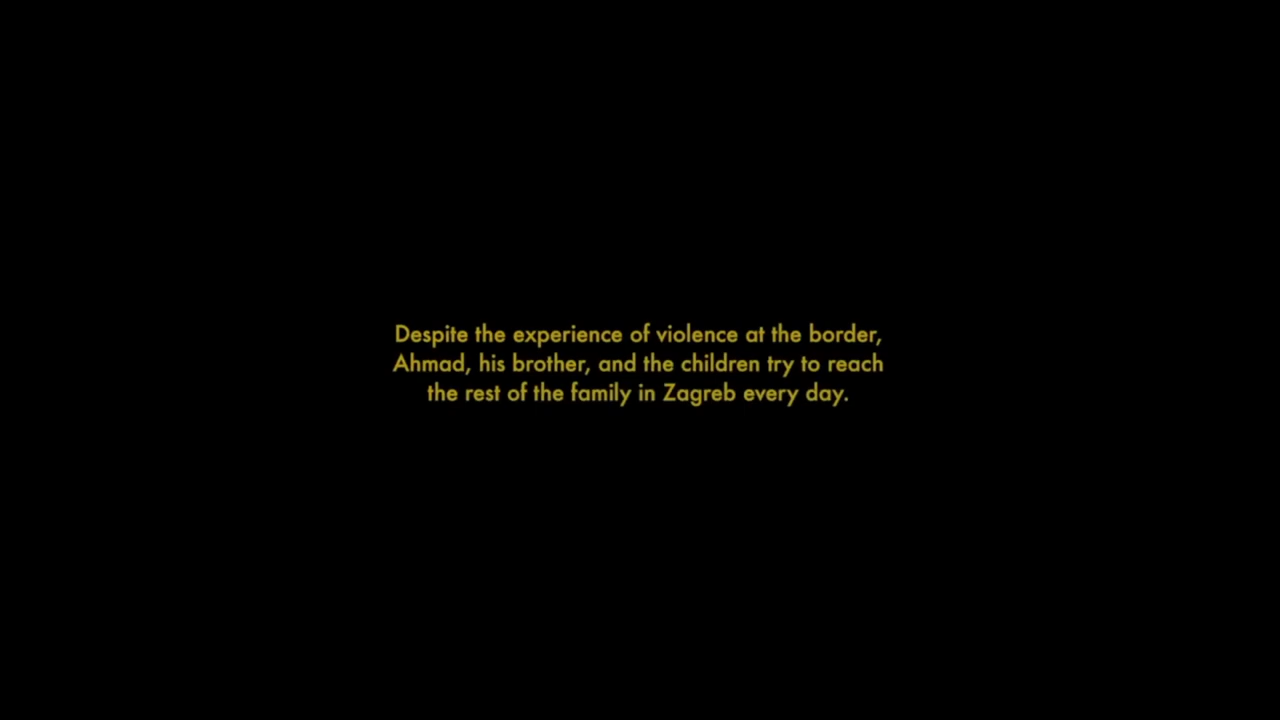 Despite the experience of violence at the border,
Ahmad, his brother, and the children try to reach
the rest of the family in Zagreb every day.